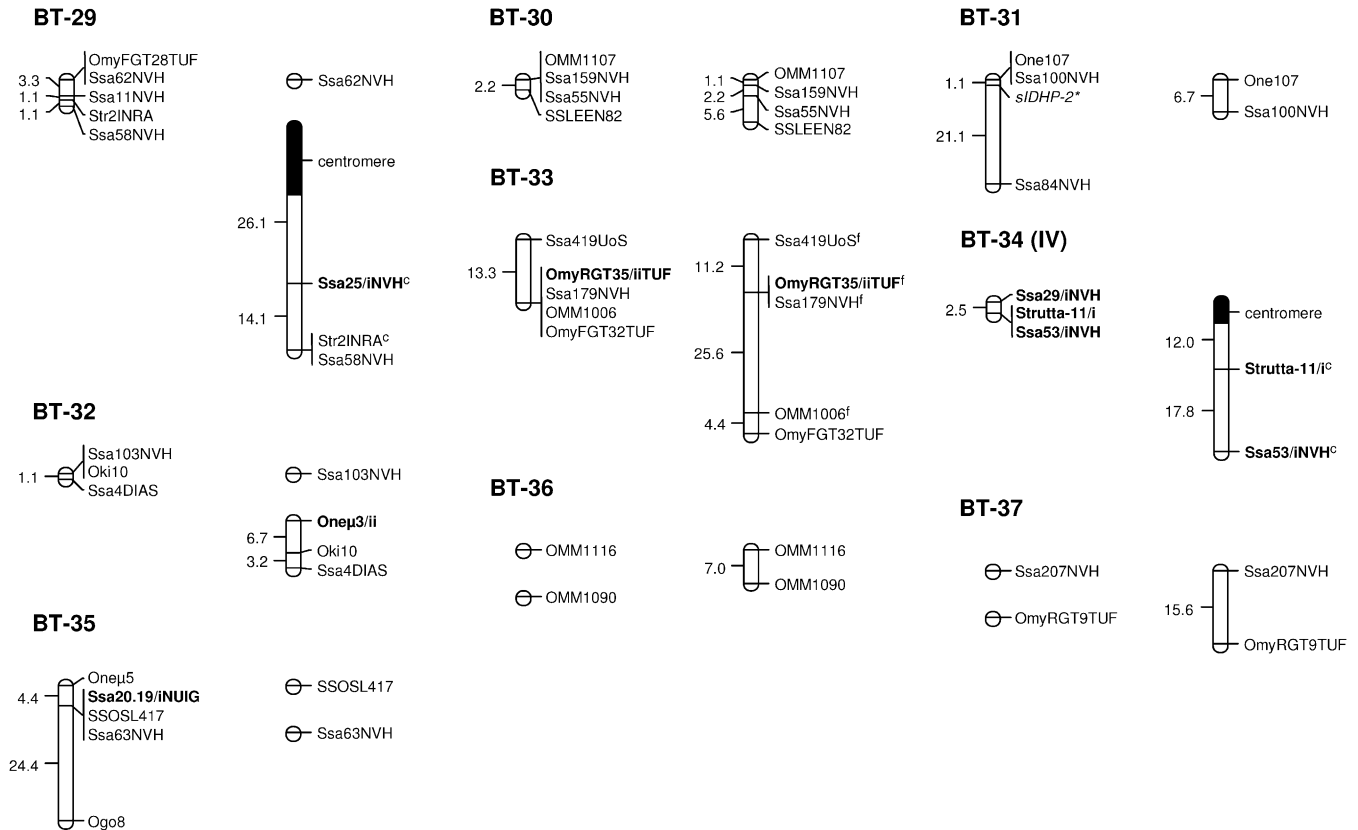 BT-29
OmyFGT28TUF
Ssa62NVH
Ssa11NVH
Str2INRA
Ssa58NVH
3.3
1.1
1.1
Ssa62NVH
centromere
26.1
Ssa25/iNVHc
14.1
Str2INRAc
Ssa58NVH
BT-30
OMM1107
Ssa159NVH
Ssa55NVH
SSLEEN82
2.2
OMM1107
Ssa159NVH
Ssa55NVH
SSLEEN82
1.1
2.2
5.6
BT-31
One107
Ssa100NVH
sIDHP-2*
1.1
21.1
Ssa84NVH
One107
6.7
Ssa100NVH
BT-32
Ssa103NVH
Oki10
Ssa4DIAS
1.1
Ssa103NVH
Oneµ3/ii
6.7
Oki10
3.2
Ssa4DIAS
BT-33
Ssa419UoS
13.3
OmyRGT35/iiTUF
Ssa179NVH
OMM1006
OmyFGT32TUF
Ssa419UoSf
11.2
OmyRGT35/iiTUFf
Ssa179NVHf
25.6
OMM1006f
4.4
OmyFGT32TUF
BT-34 (IV)
Ssa29/iNVH
2.5
Strutta-11/i
Ssa53/iNVH
centromere
12.0
Strutta-11/ic
17.8
Ssa53/iNVHc
BT-35
Oneµ5
4.4
Ssa20.19/iNUIG
SSOSL417
Ssa63NVH
24.4
Ogo8
SSOSL417
Ssa63NVH
BT-36
OMM1116
OMM1090
OMM1116
7.0
OMM1090
BT-37
Ssa207NVH
OmyRGT9TUF
Ssa207NVH
15.6
OmyRGT9TUF